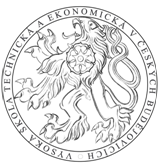 VYSOKÁ ŠKOLA TECHNICKÁ A EKONOMICKÁ V ČESKÝCH BUDĚJOVICÍCH